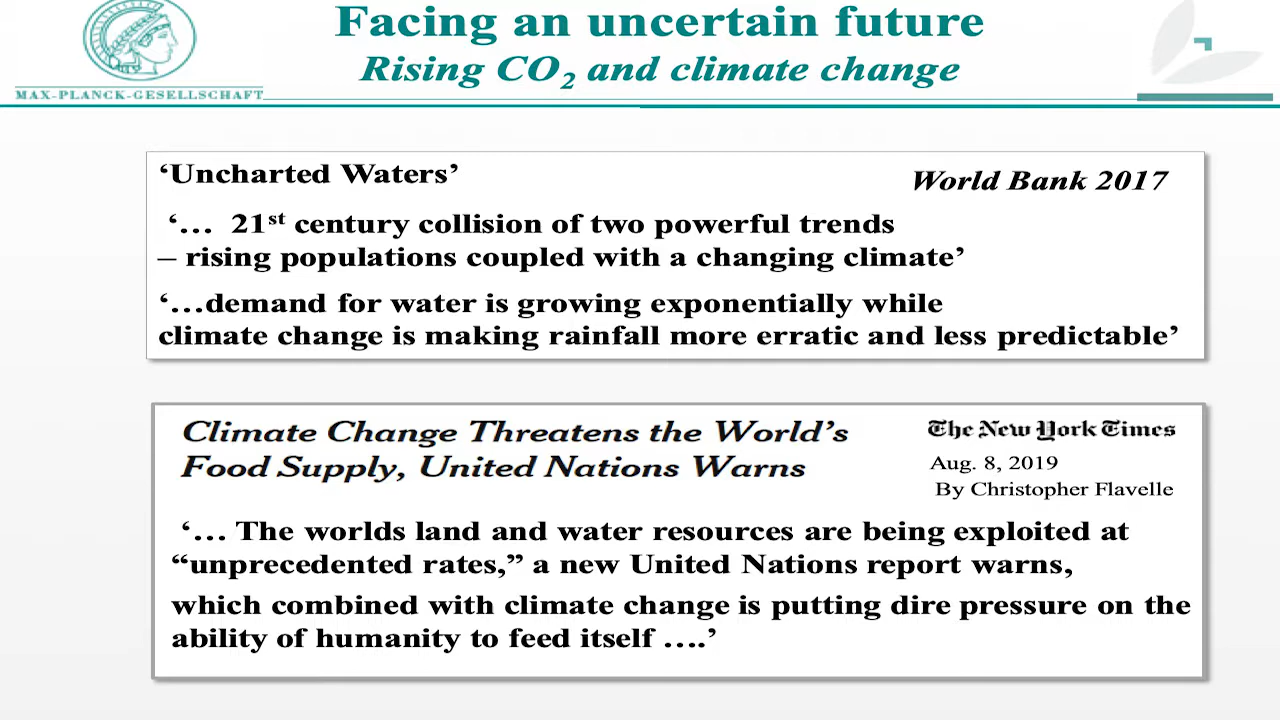 Facing an uncertain future
Rising CO2 and climate change
MAX-PLANCK-GESELLSCHAFT
‘Uncharted Waters’
World Bank 2017
‘… 21st century collision of two powerful trends
– rising populations coupled with a changing climate’
‘…demand for water is growing exponentially while
climate change is making rainfall more erratic and less predictable’
Climate Change Threatens the World’s
Food Supply, United Nations Warns
The New York Times
Aug. 8, 2019
By Christopher Flavelle
‘… The worlds land and water resources are being exploited at
“unprecedented rates,” a new United Nations report warns,
which combined with climate change is putting dire pressure on the
ability of humanity to feed itself ….’